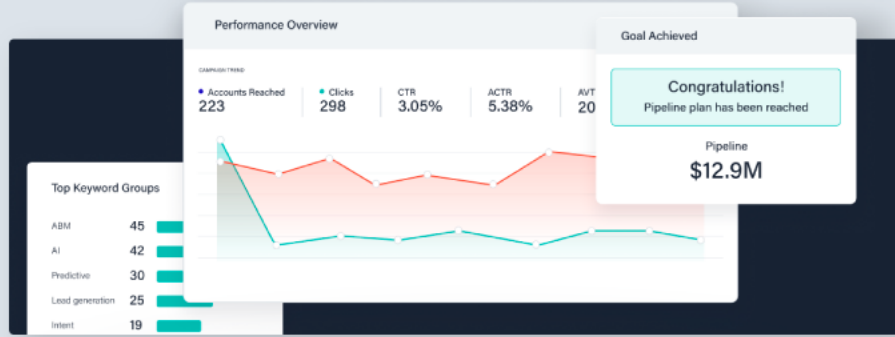 Performance Overview
CAMPAIGN TREND
Accounts Reached
223
Clicks
298
CTR
3.05%
ACTR
5.38%
AVT
20
Goal Achieved
Congratulations!
Pipeline plan has been reached
Pipeline
$12.9M
Top Keyword Groups
ABM 45
AI 42
Predictive 30
Lead generation 25
Intent 19